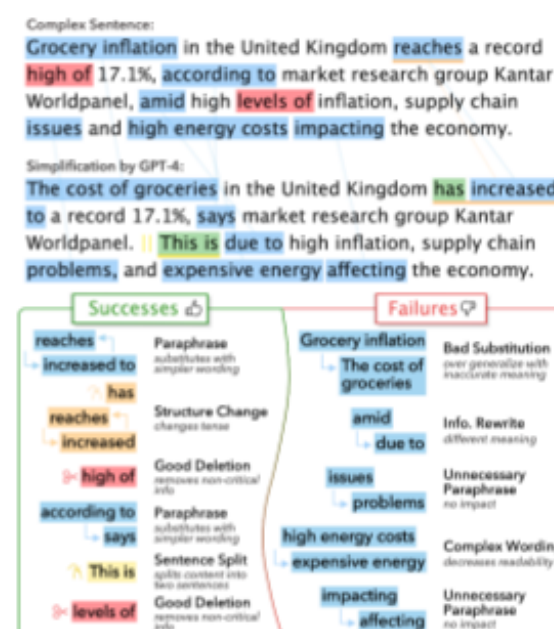 Complex Sentence:
Grocery inflation in the United Kingdom reaches a record
high of 17.1%, according to market research group Kantar
Worldpanel, amid high levels of inflation, supply chain
issues and high energy costs impacting the economy.
Simplification by GPT-4:
The cost of groceries in the United Kingdom has increased
to a record 17.1%, says market research group Kantar
Worldpanel. || This is due to high inflation, supply chain
problems, and expensive energy affecting the economy.
Successes
reaches
increased to
Paraphrase
substitutes with
simpler wording
has
reaches
increased
Structure Change
changes tense
high of
Good Deletion
removes non-critical
info
according to
says
Paraphrase
substitutes with
simpler wording
This is
Sentence Split
splits content into
two sentences
levels of
Good Deletion
removes non-critical
info
Failures
Grocery inflation
The cost of
groceries
Bad Substitution
over generalize with
inaccurate meaning
amid
due to
Info. Rewrite
different meaning
issues
problems
Unnecessary
Paraphrase
no impact
high energy costs
expensive energy
Complex Wordin
decreases readability
impacting
affecting
Unnecessary
Paraphrase
no impact